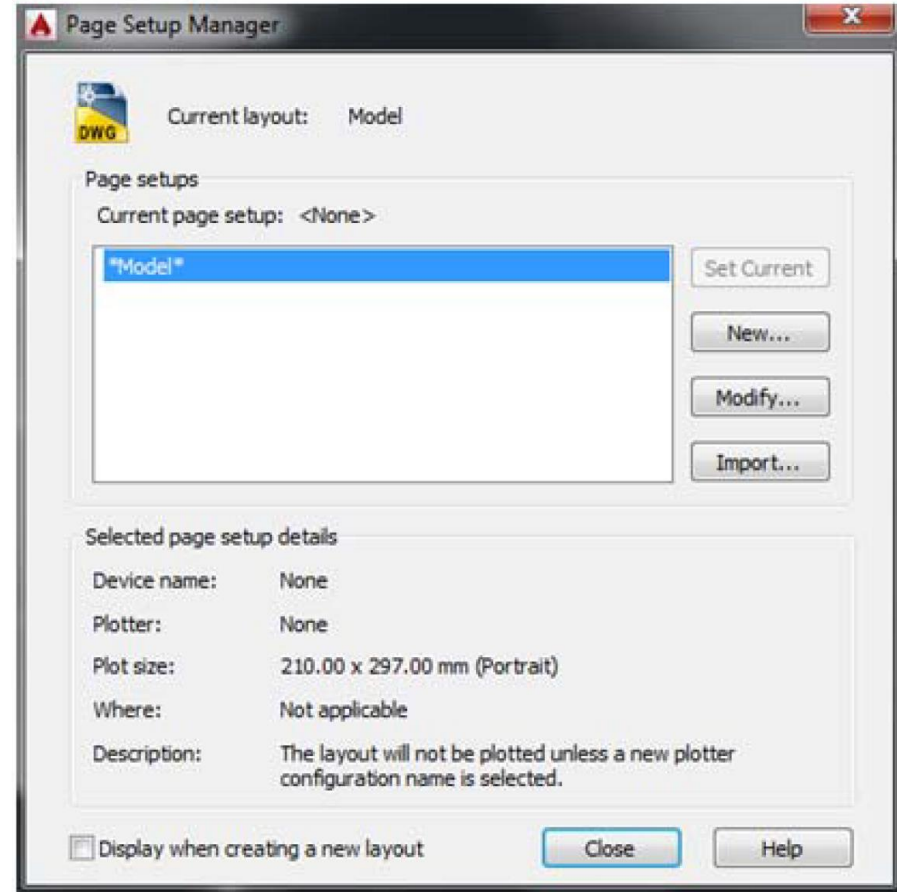 Page Setup Manager
DWG
Current layout: Model
Page setups
Current page setup: <None>
*Model*
Set Current
New...
Modify...
Import...
Selected page setup details
Device name: None
Plotter: None
Plot size: 210.00 x 297.00 mm (Portrait)
Where: Not applicable
Description: The layout will not be plotted unless a new plotter
configuration name is selected.
Display when creating a new layout
Close
Help